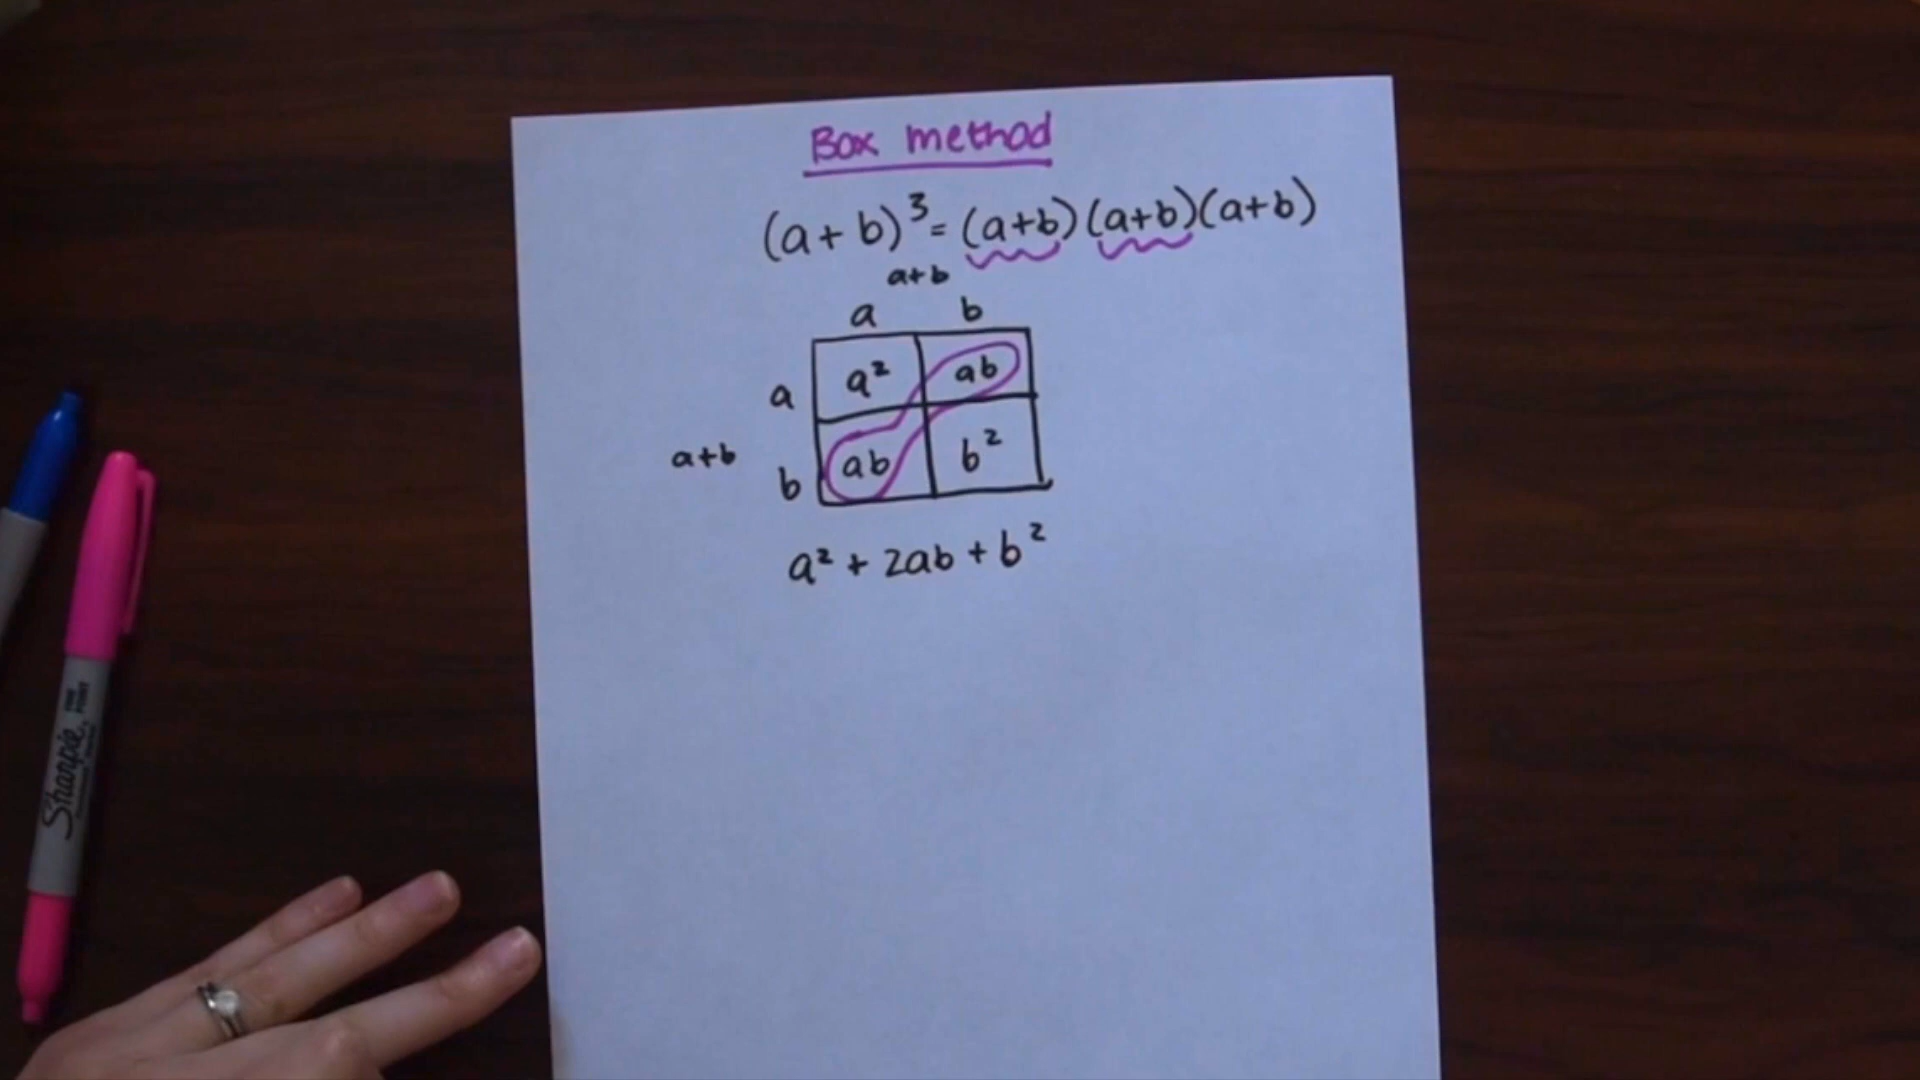 Box method
(a + b)³ = (a+b)(a+b)(a+b)
a+b
a b
a a² ab
a+b
b ab b²
a² + 2ab + b²
Sharpie